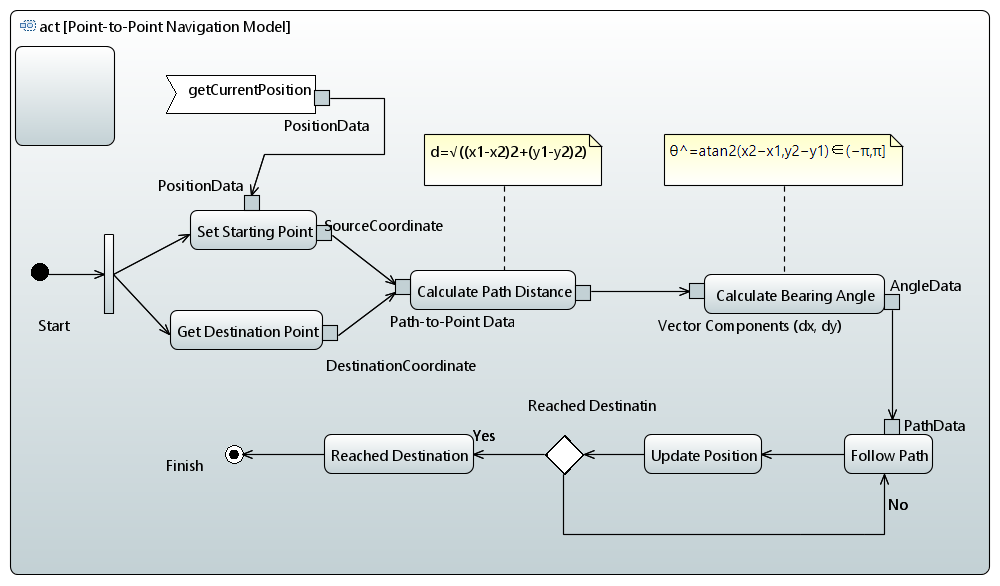 act [Point-to-Point Navigation Model]
getCurrentPosition
PositionData
d=√((x1-x2)2+(y1-y2)2)
θ^=atan2(x2−x1,y2−y1)∈(−π,π]
PositionData
Set Starting Point
SourceCoordinate
Start
Get Destination Point
DestinationCoordinate
Calculate Path Distance
Path-to-Point Data
Calculate Bearing Angle
AngleData
Vector Components (dx, dy)
Reached Destinatin
PathData
Finish
Reached Destination
Yes
Update Position
Follow Path
No